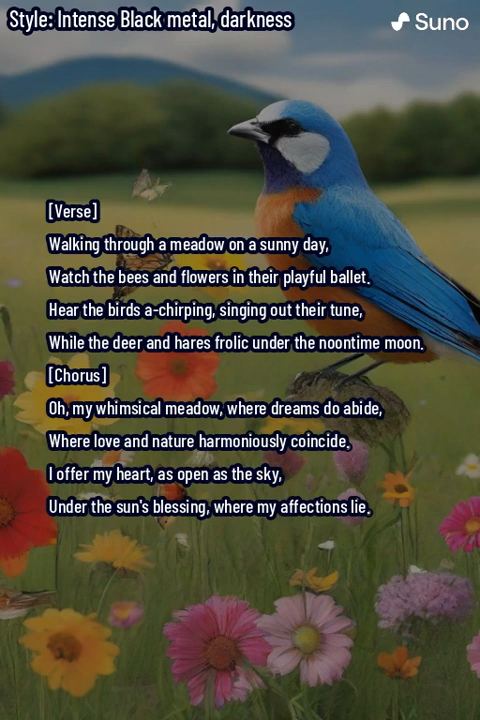 Style: Intense Black metal, darkness
Suno
[Verse]
Walking through a meadow on a sunny day,
Watch the bees and flowers in their playful ballet.
Hear the birds a-chirping, singing out their tune,
While the deer and hares frolic under the noontime moon.
[Chorus]
Oh, my whimsical meadow, where dreams do abide,
Where love and nature harmoniously coincide,
I offer my heart, as open as the sky,
Under the sun's blessing, where my affections lie.